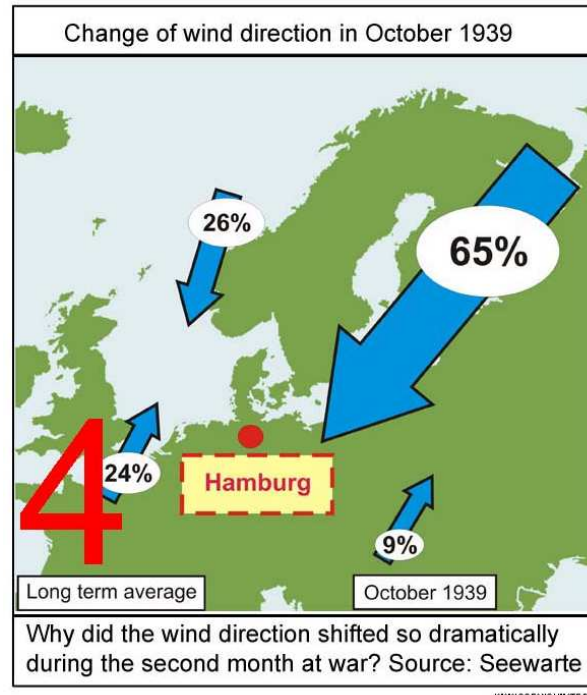 Change of wind direction in October 1939
26%
65%
4
24%
Hamburg
9%
Long term average
October 1939
Why did the wind direction shifted so dramatically
during the second month at war? Source: Seewarte